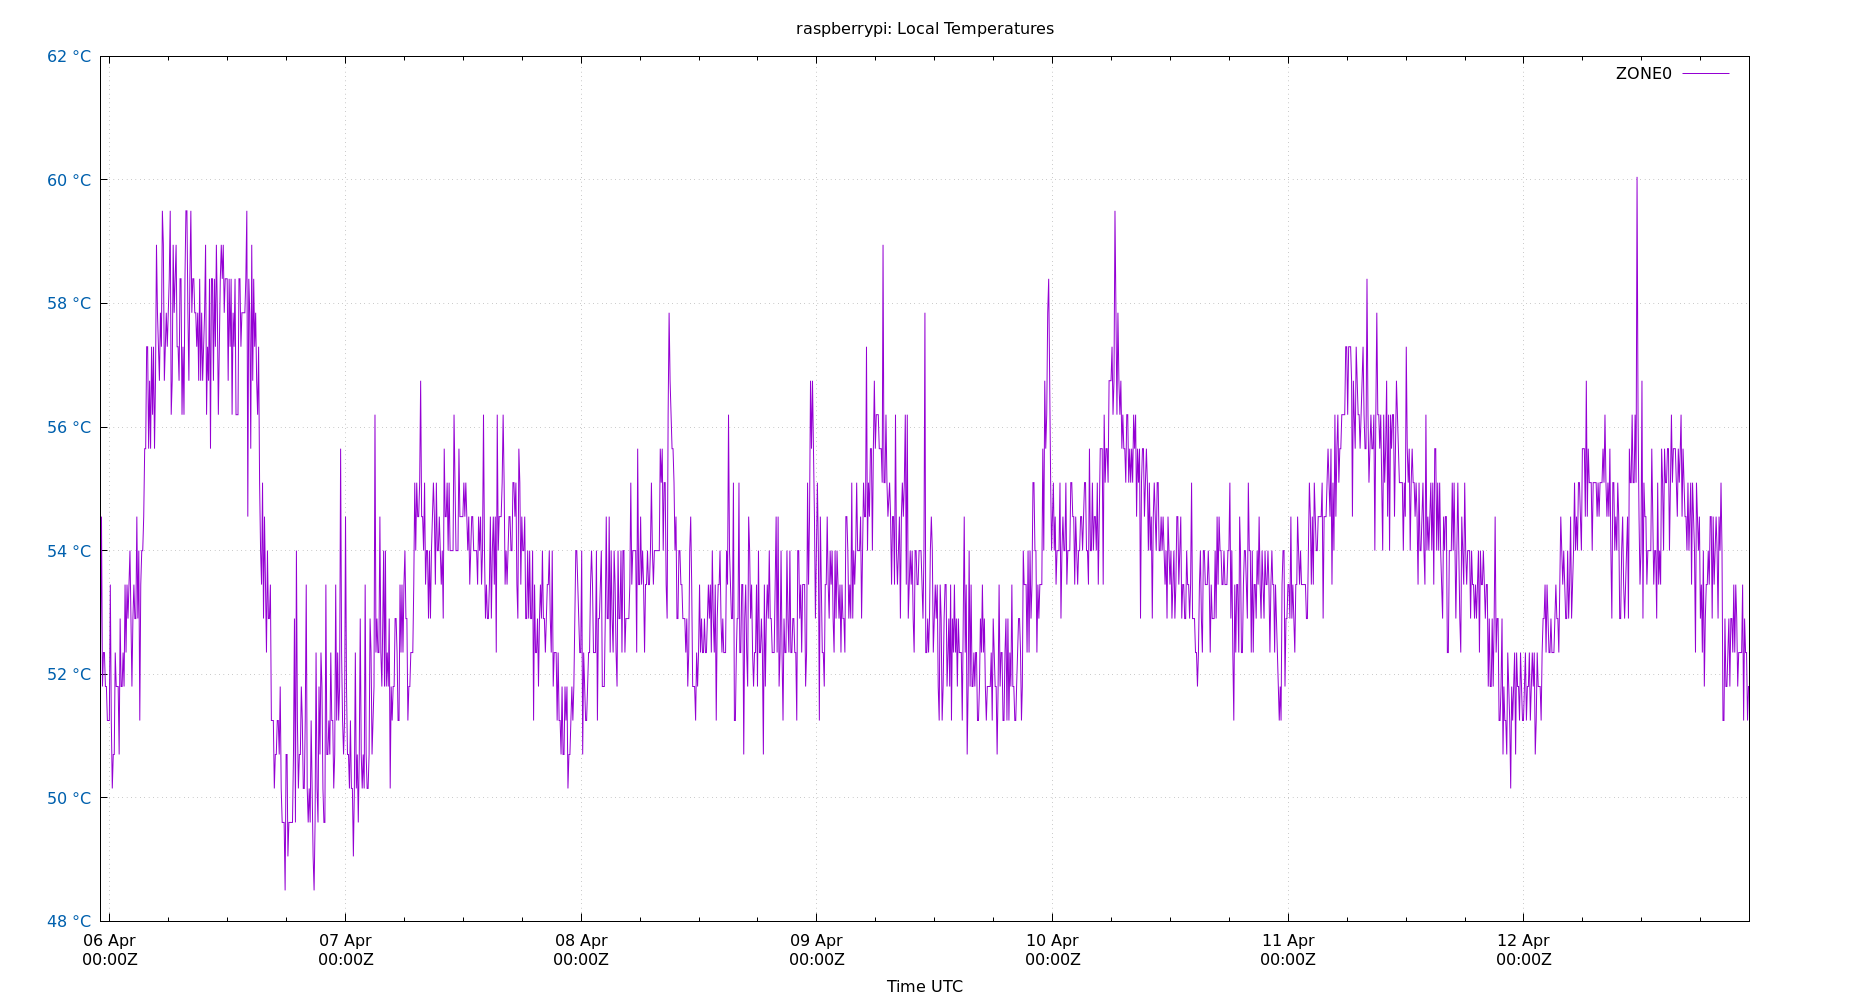 raspberrypi: Local Temperatures
62 °C
ZONE0
60 °C
58 °C
56 °C
54 °C
52 °C
50 °C
48 °C
06 Apr 07 Apr 08 Apr 09 Apr 10 Apr 11 Apr 12 Apr
00:00Z 00:00Z 00:00Z 00:00Z 00:00Z 00:00Z 00:00Z
Time UTC